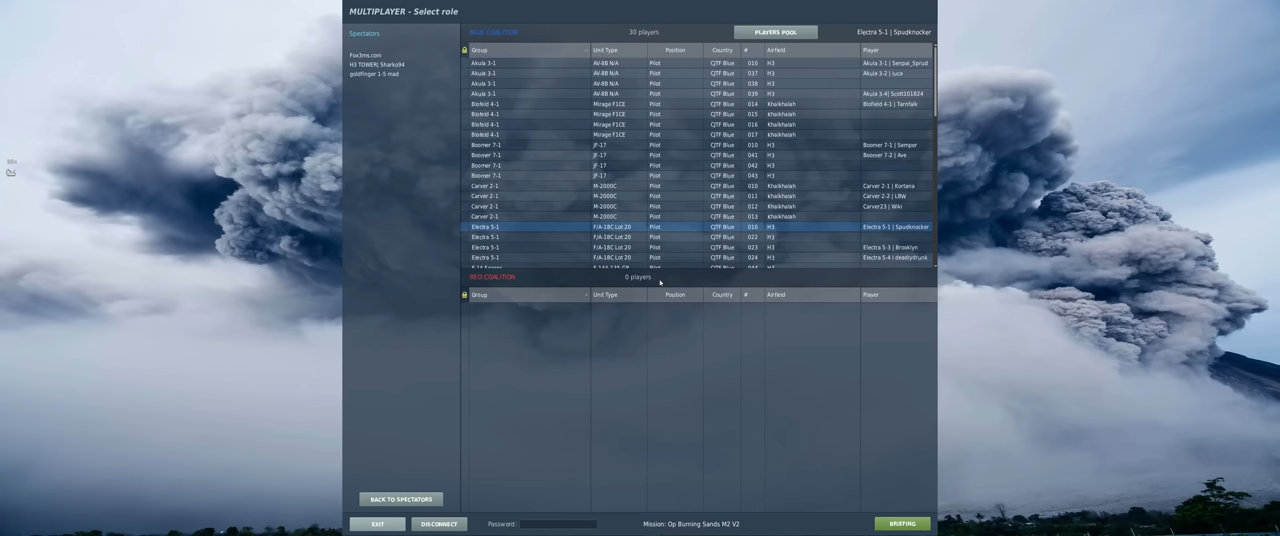 MULTIPLAYER - Select role
Spectators
Fox3ms.com
H3 TOWER| Sharko94
goldfinger 1-5 mad
BLUE COALITION 30 players PLAYERS POOL Electra 5-1 | Spudknocker
Group Unit Type Position Country # Airfield Player
Akula 3-1 AV-8B N/A Pilot CJTF Blue 010 H3 Akula 3-1 | Senpai_Sprud
Akula 3-1 AV-8B N/A Pilot CJTF Blue 037 H3 Akula 3-2 | luca
Akula 3-1 AV-8B N/A Pilot CJTF Blue 038 H3
Akula 3-1 AV-8B N/A Pilot CJTF Blue 039 H3 Akula 3-4| Scott101824
Blofeld 4-1 Mirage F1CE Pilot CJTF Blue 014 Khalkhalah Blofield 4-1 | Tarnfalk
Blofeld 4-1 Mirage F1CE Pilot CJTF Blue 015 Khalkhalah
Blofeld 4-1 Mirage F1CE Pilot CJTF Blue 016 Khalkhalah
Blofeld 4-1 Mirage F1CE Pilot CJTF Blue 017 Khalkhalah
Boomer 7-1 JF-17 Pilot CJTF Blue 010 H3 Boomer 7-1 | Semper
Boomer 7-1 JF-17 Pilot CJTF Blue 041 H3 Boomer 7-2 | Ave
Boomer 7-1 JF-17 Pilot CJTF Blue 042 H3
Boomer 7-1 JF-17 Pilot CJTF Blue 043 H3
Carver 2-1 M-2000C Pilot CJTF Blue 010 Khalkhalah Carver 2-1 | Kortana
Carver 2-1 M-2000C Pilot CJTF Blue 011 Khalkhalah Carver 2-2 | LBW
Carver 2-1 M-2000C Pilot CJTF Blue 012 Khalkhalah Carver23 | Wiki
Carver 2-1 M-2000C Pilot CJTF Blue 013 Khalkhalah
Electra 5-1 F/A-18C Lot 20 Pilot CJTF Blue 010 H3 Electra 5-1 | Spudknocker
Electra 5-1 F/A-18C Lot 20 Pilot CJTF Blue 022 H3
Electra 5-1 F/A-18C Lot 20 Pilot CJTF Blue 023 H3 Electra 5-3 | Brooklyn
Electra 5-1 F/A-18C Lot 20 Pilot CJTF Blue 024 H3 Electra 5-4 | deadlydrunk
RED COALITION 0 players
Group Unit Type Position Country # Airfield Player
BACK TO SPECTATORS
EXIT DISCONNECT Password: Mission: Op Burning Sands M2 V2 BRIEFING